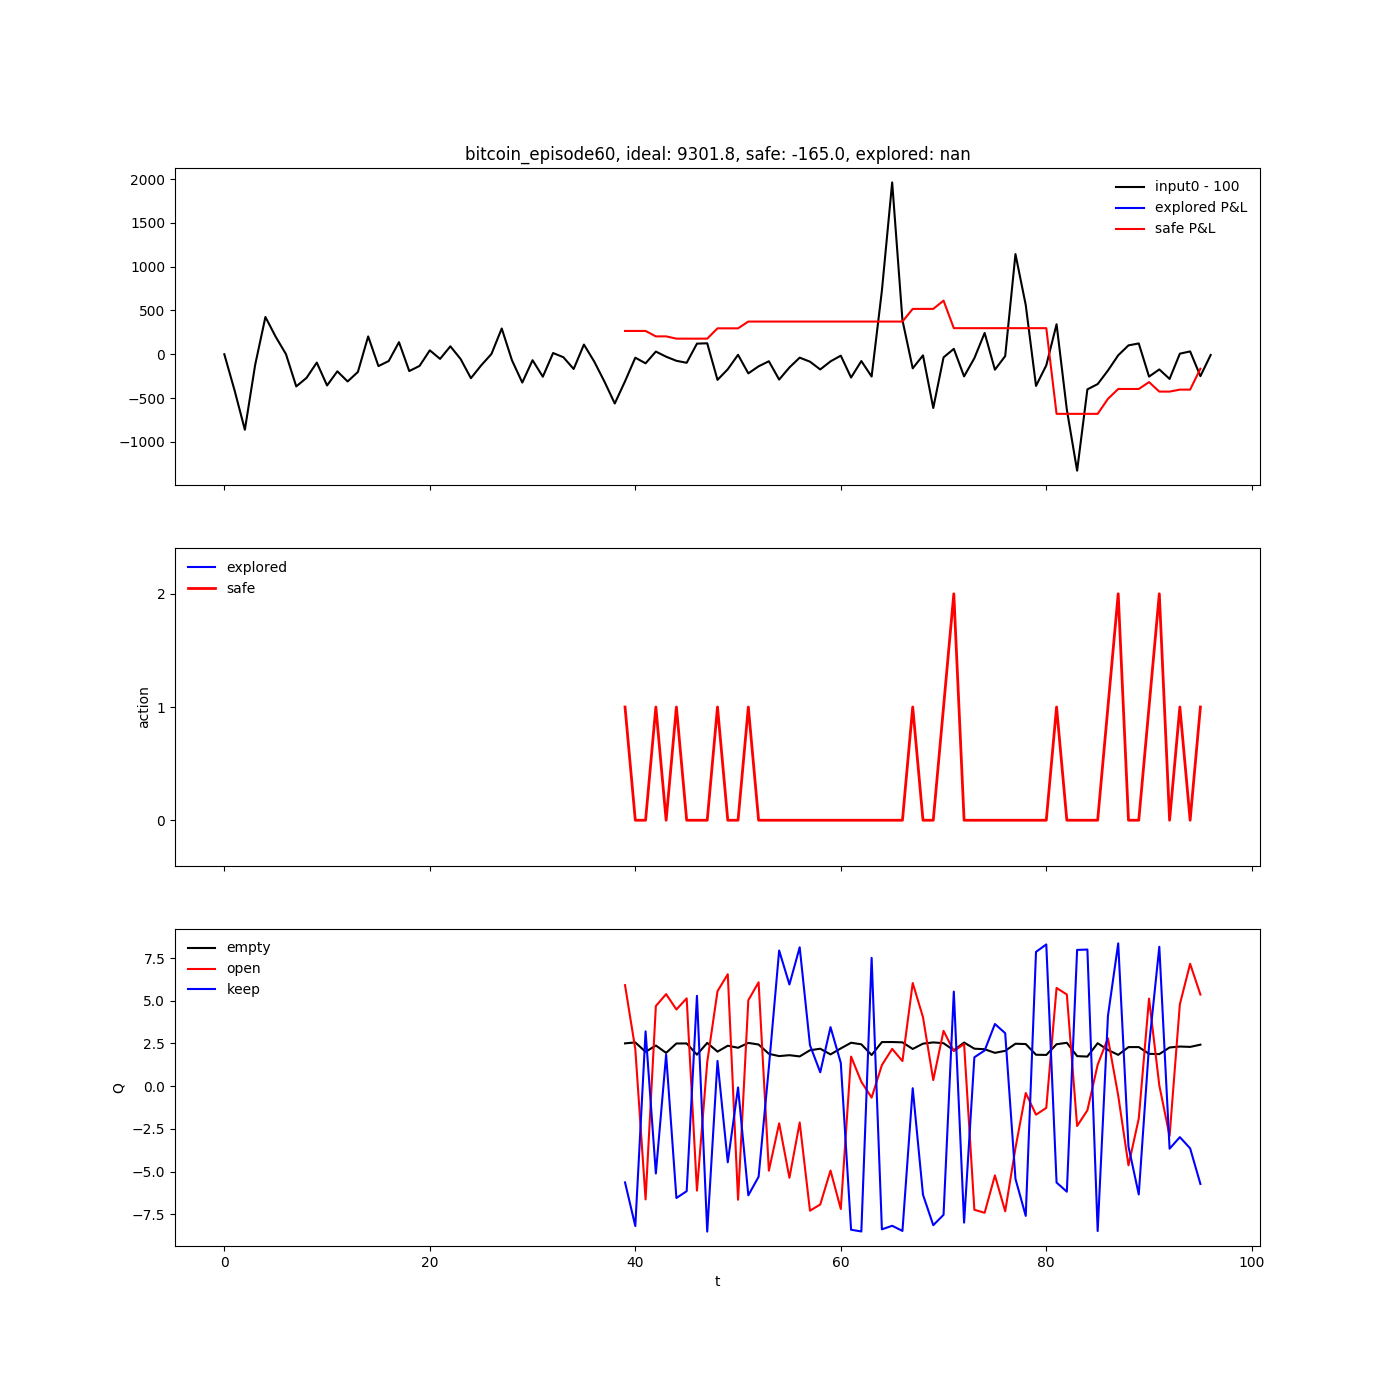 bitcoin_episode60, ideal: 9301.8, safe: -165.0, explored: nan
2000
1500
1000
500
0
−500
−1000
input0 - 100
explored P&L
safe P&L
explored
safe
2
1
0
action
empty
open
keep
7.5
5.0
2.5
0.0
−2.5
−5.0
−7.5
Q
0 20 40 60 80 100
t